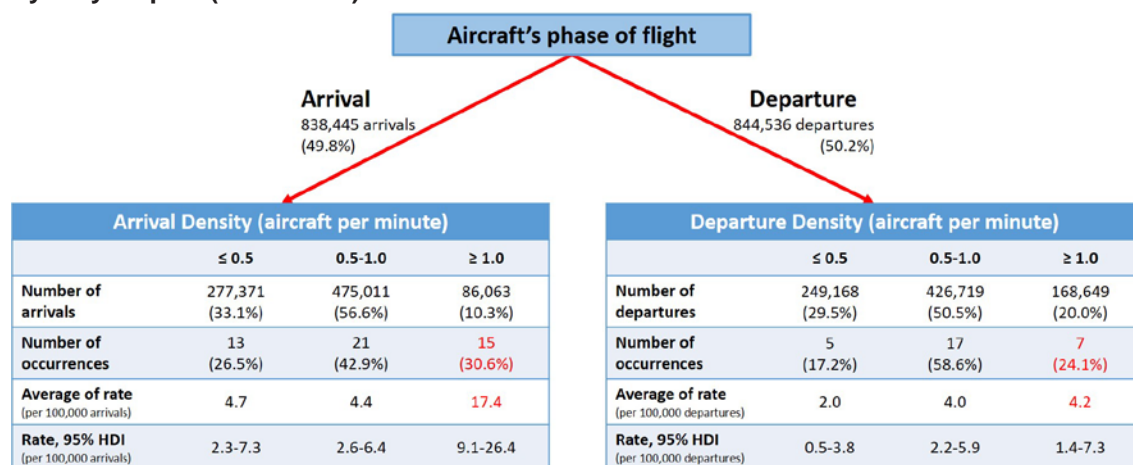 Aircraft's phase of flight
Arrival
838,445 arrivals
(49.8%)
Departure
844,536 departures
(50.2%)
Arrival Density (aircraft per minute)
≤ 0.5 0.5-1.0 ≥ 1.0
Number of arrivals 277,371 (33.1%) 475,011 (56.6%) 86,063 (10.3%)
Number of occurrences 13 (26.5%) 21 (42.9%) 15 (30.6%)
Average of rate (per 100,000 arrivals) 4.7 4.4 17.4
Rate, 95% HDI (per 100,000 arrivals) 2.3-7.3 2.6-6.4 9.1-26.4
Departure Density (aircraft per minute)
≤ 0.5 0.5-1.0 ≥ 1.0
Number of departures 249,168 (29.5%) 426,719 (50.5%) 168,649 (20.0%)
Number of occurrences 5 (17.2%) 17 (58.6%) 7 (24.1%)
Average of rate (per 100,000 departures) 2.0 4.0 4.2
Rate, 95% HDI (per 100,000 departures) 0.5-3.8 2.2-5.9 1.4-7.3